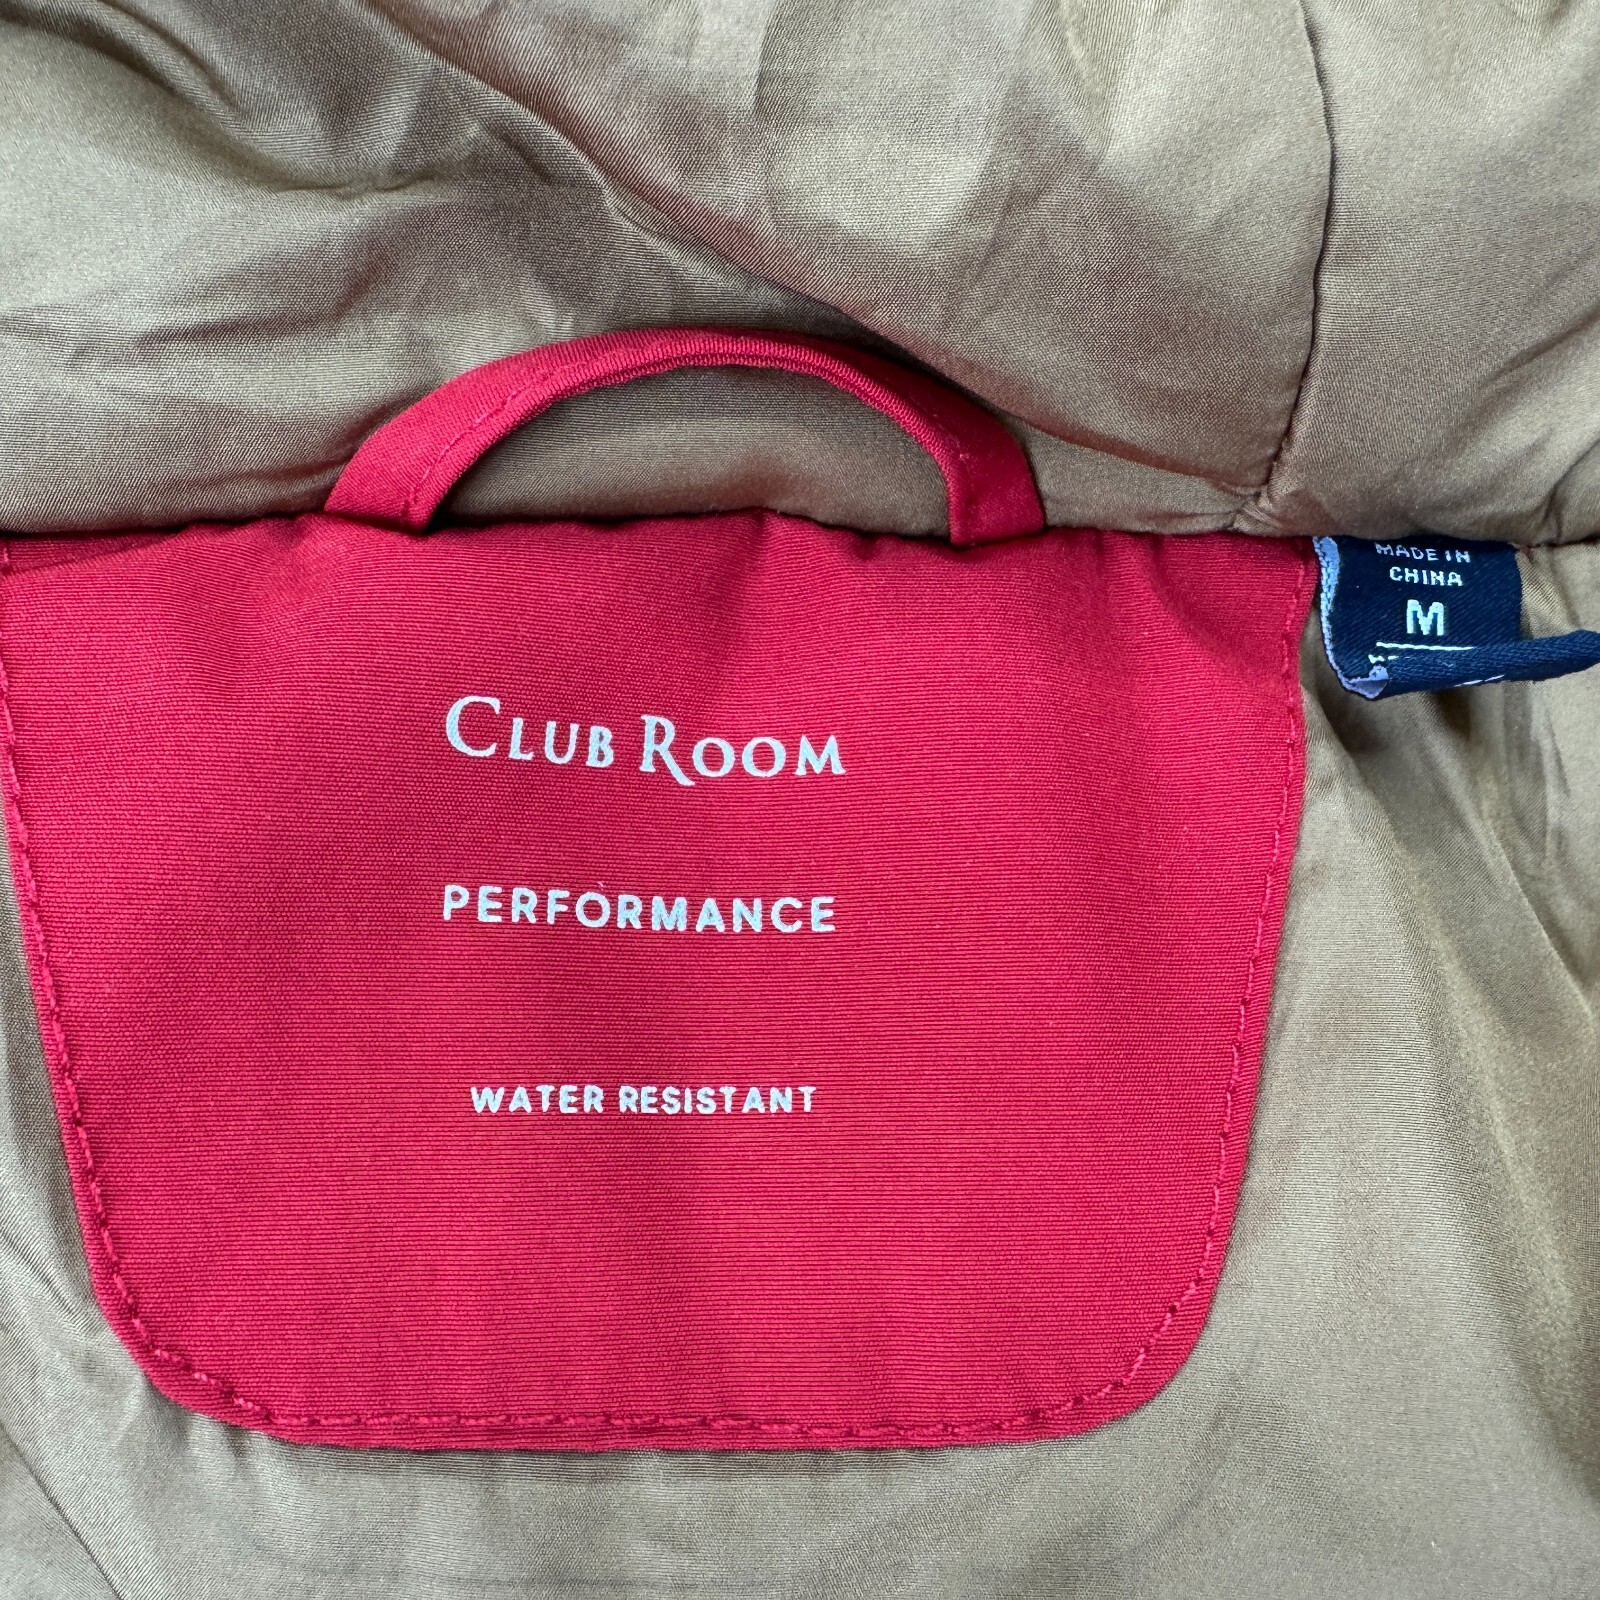 CLUB ROOM
PERFORMANCE
WATER RESISTANT
MADE IN
CHINA
M